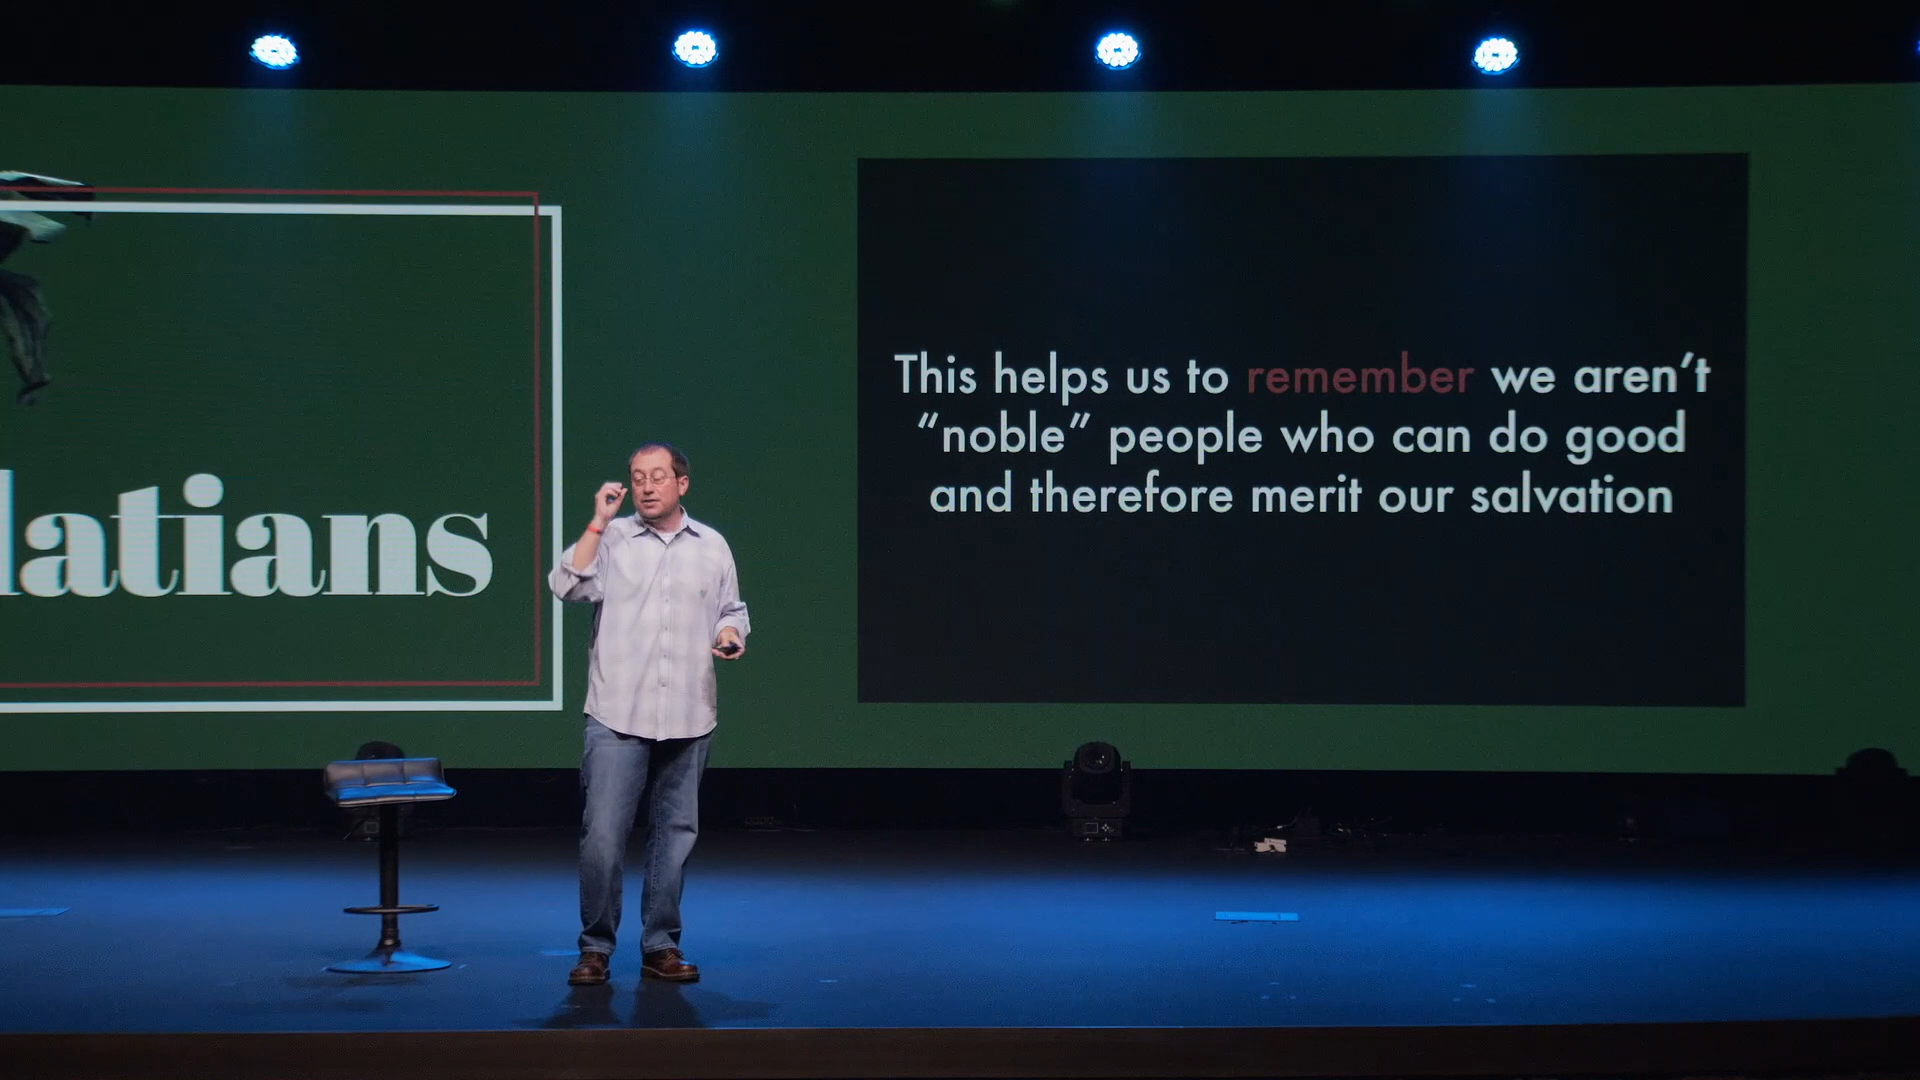 latians
This helps us to remember we aren't
“noble” people who can do good
and therefore merit our salvation